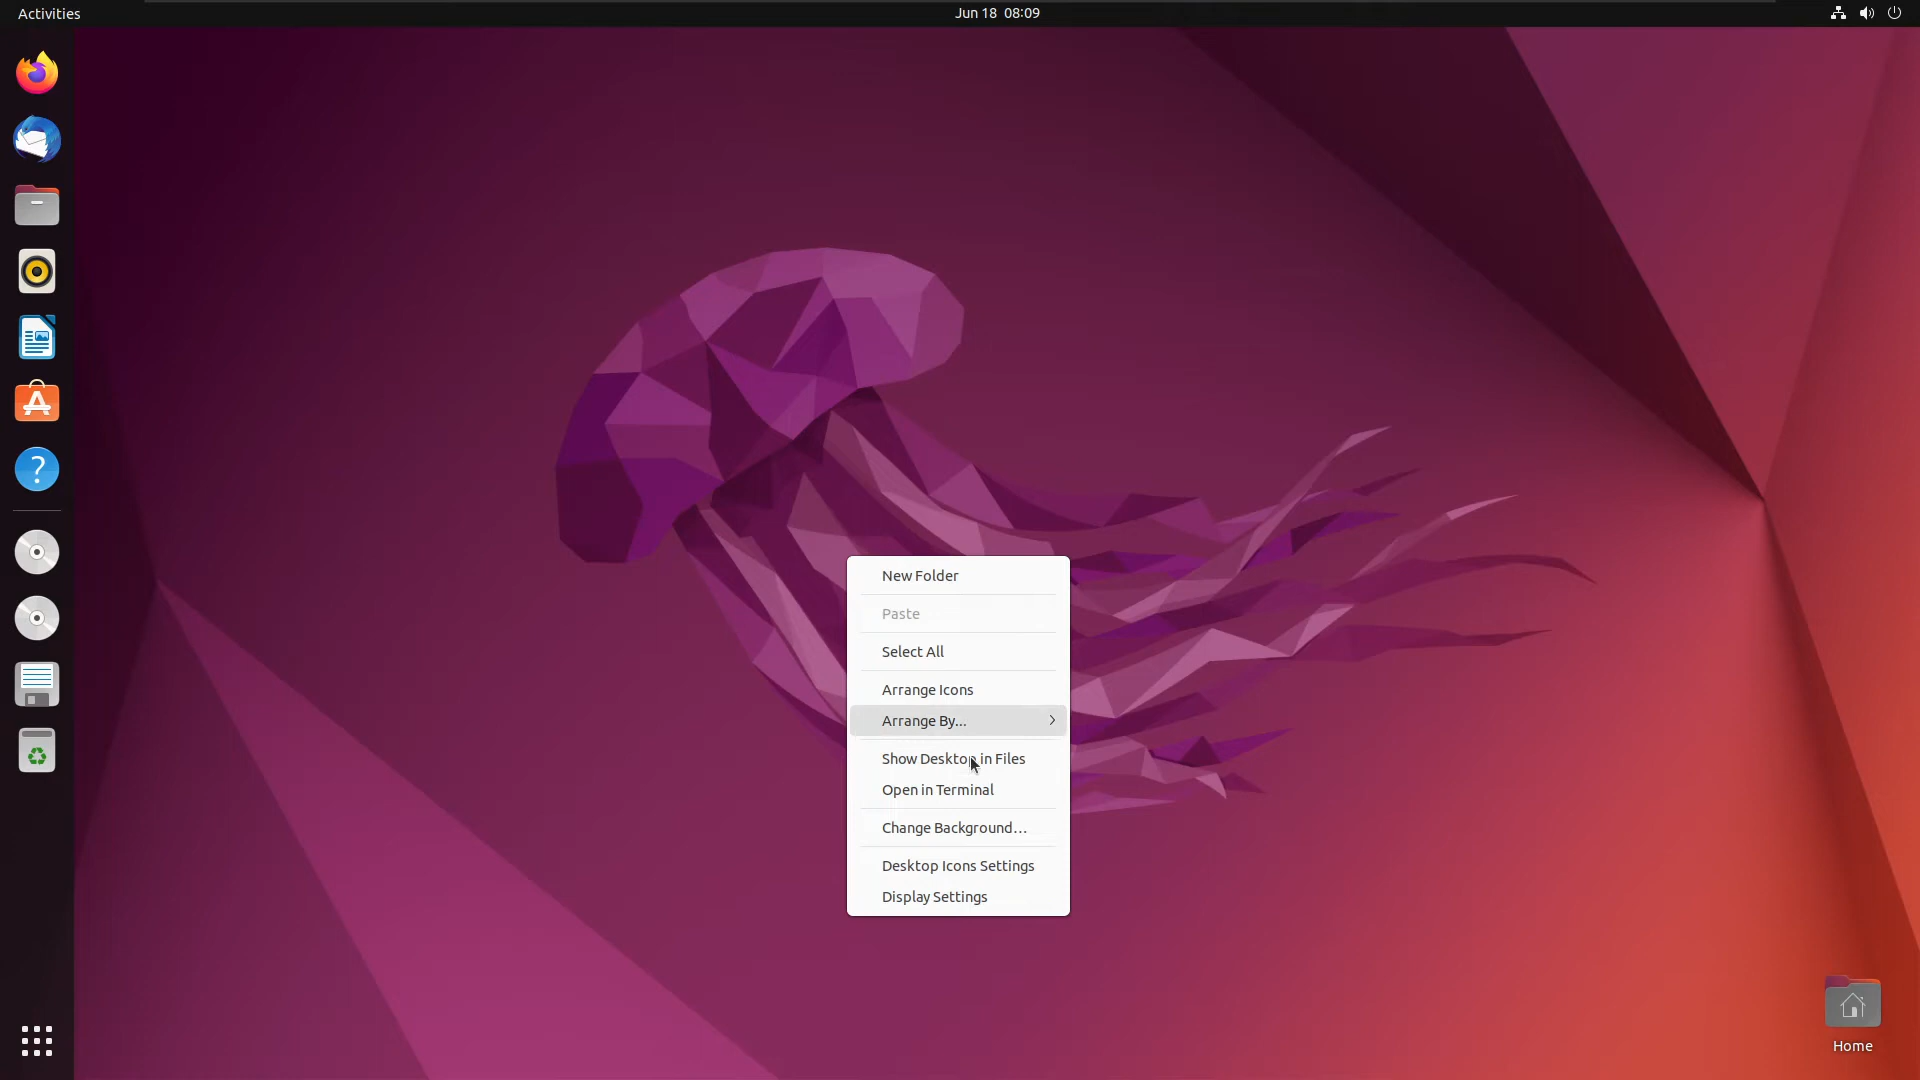 Activities
Jun 18 08:09
New Folder
Paste
Select All
Arrange Icons
Arrange By...
Show Desktop in Files
Open in Terminal
Change Background...
Desktop Icons Settings
Display Settings
Home